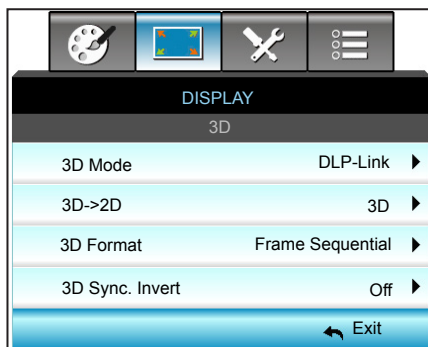 DISPLAY
3D
3D Mode DLP-Link
3D->2D 3D
3D Format Frame Sequential
3D Sync. Invert Off
Exit